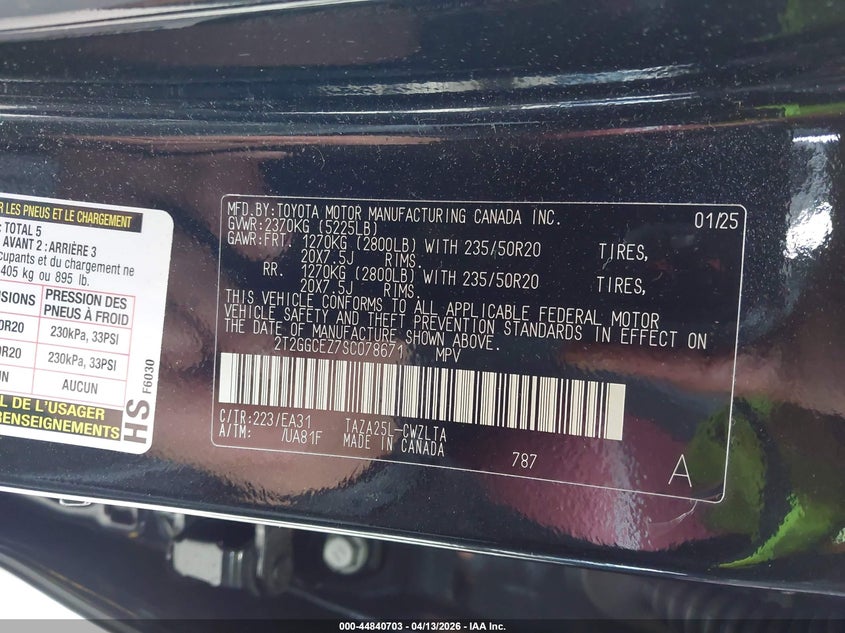 R LES PNEUS ET LE CHARGEMENT
TOTAL 5
AVANT 2 : ARRIÈRE 3
cupants et du chargement ne
405 kg ou 895 lb.
NSIONS
PRESSION DES PNEUS À FROID
0R20
230kPa, 33PSI
0R20
230kPa, 33PSI
UN
AUCUN
L DE L'USAGER
RENSEIGNEMENTS
HS
F6030
MFD.BY:TOYOTA MOTOR MANUFACTURING CANADA INC. 01/25
GVWR:2370KG (5225LB)
GAWR:FRT. 1270KG (2800LB) WITH 235/50R20 TIRES,
20X7.5J RIMS.
RR. 1270KG (2800LB) WITH 235/50R20 TIRES,
20X7.5J RIMS.
THIS VEHICLE CONFORMS TO ALL APPLICABLE FEDERAL MOTOR
VEHICLE SAFETY AND THEFT PREVENTION STANDARDS IN EFFECT ON
THE DATE OF MANUFACTURE SHOWN ABOVE.
2T2GGCEZ7SC078671 MPV
C/TR:223/EA31 TAZA25L-CWZLTA
A/TM: /UA81F MADE IN CANADA
787
A
000-44840703 - 04/13/2026 - IAA Inc.